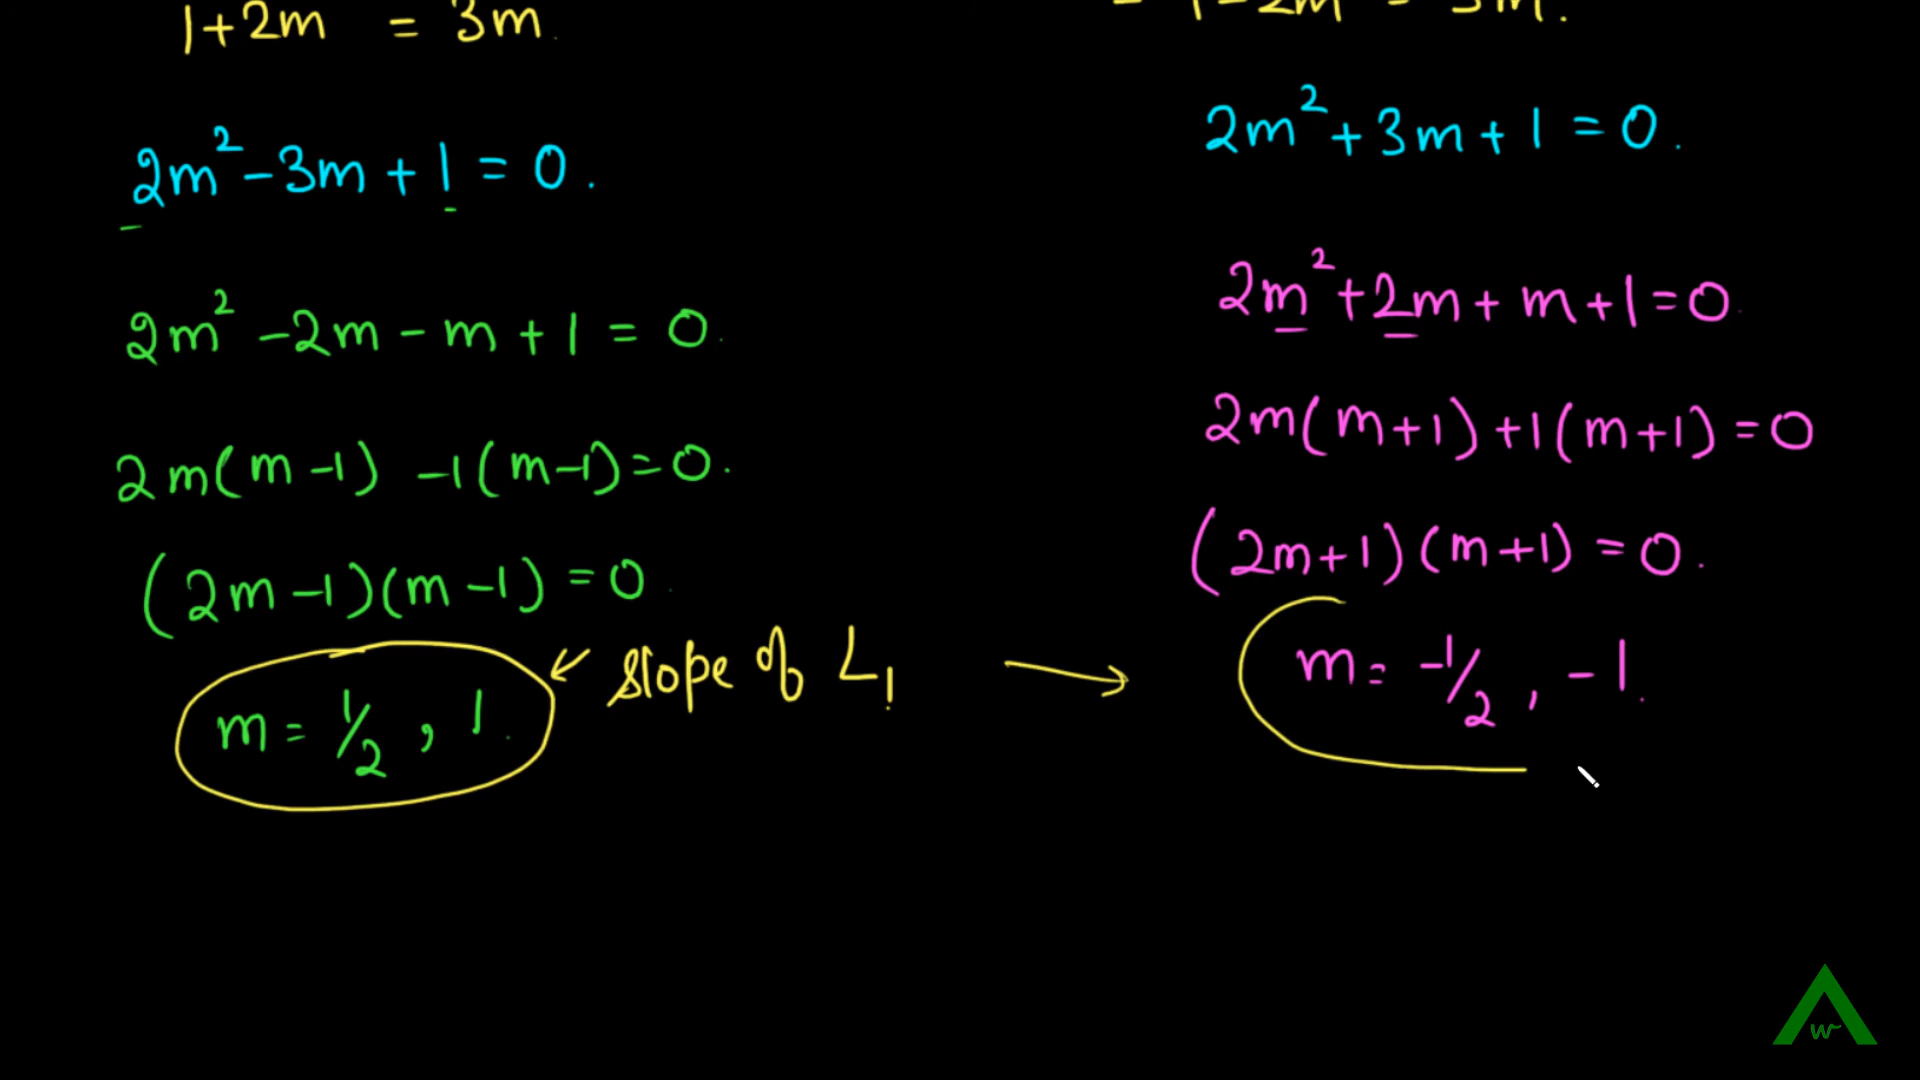 1+2m = 3m.
2m² - 3m + 1 = 0.
2m² - 2m - m + 1 = 0.
2m(m-1) -1(m-1)=0.
(2m-1)(m-1) = 0
m = 1/2 , 1.
slope of L₁
2m² + 3m + 1 = 0.
2m² + 2m + m + 1 = 0
2m(m+1) + 1(m+1) = 0
(2m+1)(m+1) = 0.
m = -1/2 , -1.
w